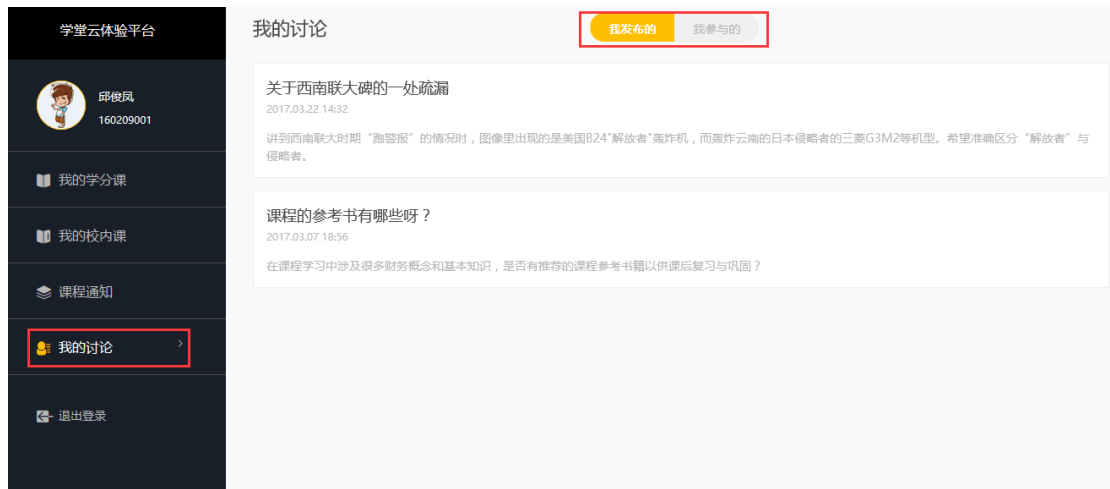 学堂云体验平台
邱俊凤
160209001
我的学分课
我的校内课
课程通知
我的讨论
退出登录
我的讨论
我发布的 我参与的
关于西南联大碑的一处疏漏
2017.03.22 14:32
讲到西南联大时期“跑警报”的情况时，图像里出现的是美国B24"解放者"轰炸机，而轰炸云南的日本侵略者的三菱G3M2等机型。希望准确区分“解放者”与
侵略者。
课程的参考书有哪些呀？
2017.03.07 18:56
在课程学习中涉及很多财务概念和基本知识，是否有推荐的课程参考书籍以供课后复习与巩固？